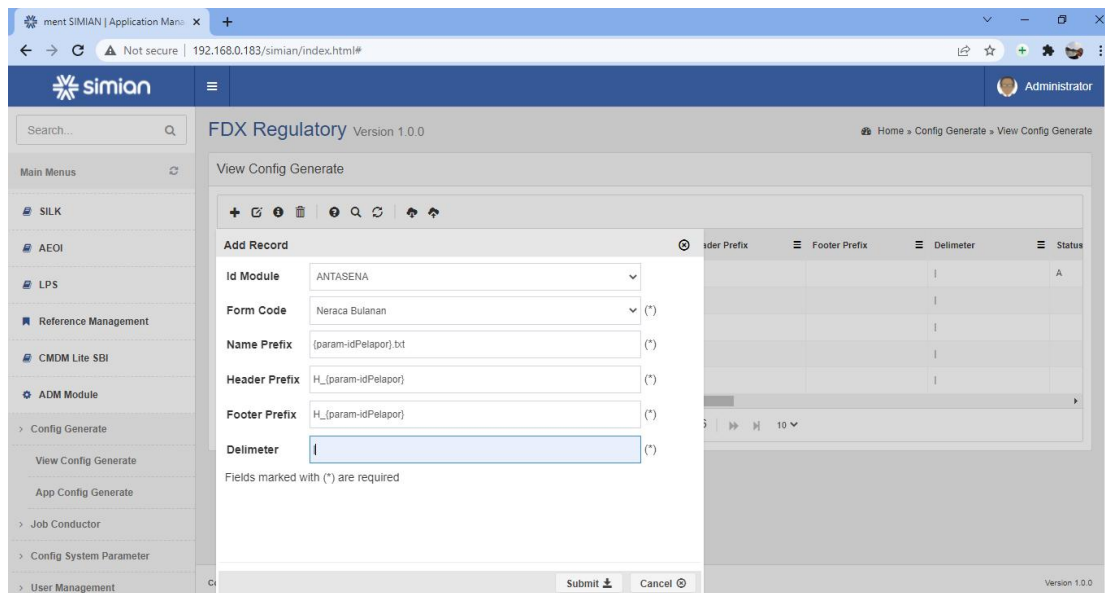 ment SIMIAN | Application Mana
Not secure | 192.168.0.183/simian/index.html#
simian
Administrator
Search...
FDX Regulatory Version 1.0.0
Home » Config Generate » View Config Generate
Main Menus
View Config Generate
SILK
AEOI
LPS
Reference Management
CMDM Lite SBI
ADM Module
Config Generate
View Config Generate
App Config Generate
Job Conductor
Config System Parameter
User Management
Add Record
ader Prefix Footer Prefix Delimeter Status
Id Module ANTASENA
Form Code Neraca Bulanan (*)
Name Prefix {param-idPelapor}.txt (*)
Header Prefix H_{param-idPelapor} (*)
Footer Prefix H_{param-idPelapor} (*)
Delimeter | (*)
Fields marked with (*) are required
Submit Cancel
| A
|
|
|
|
10
Version 1.0.0